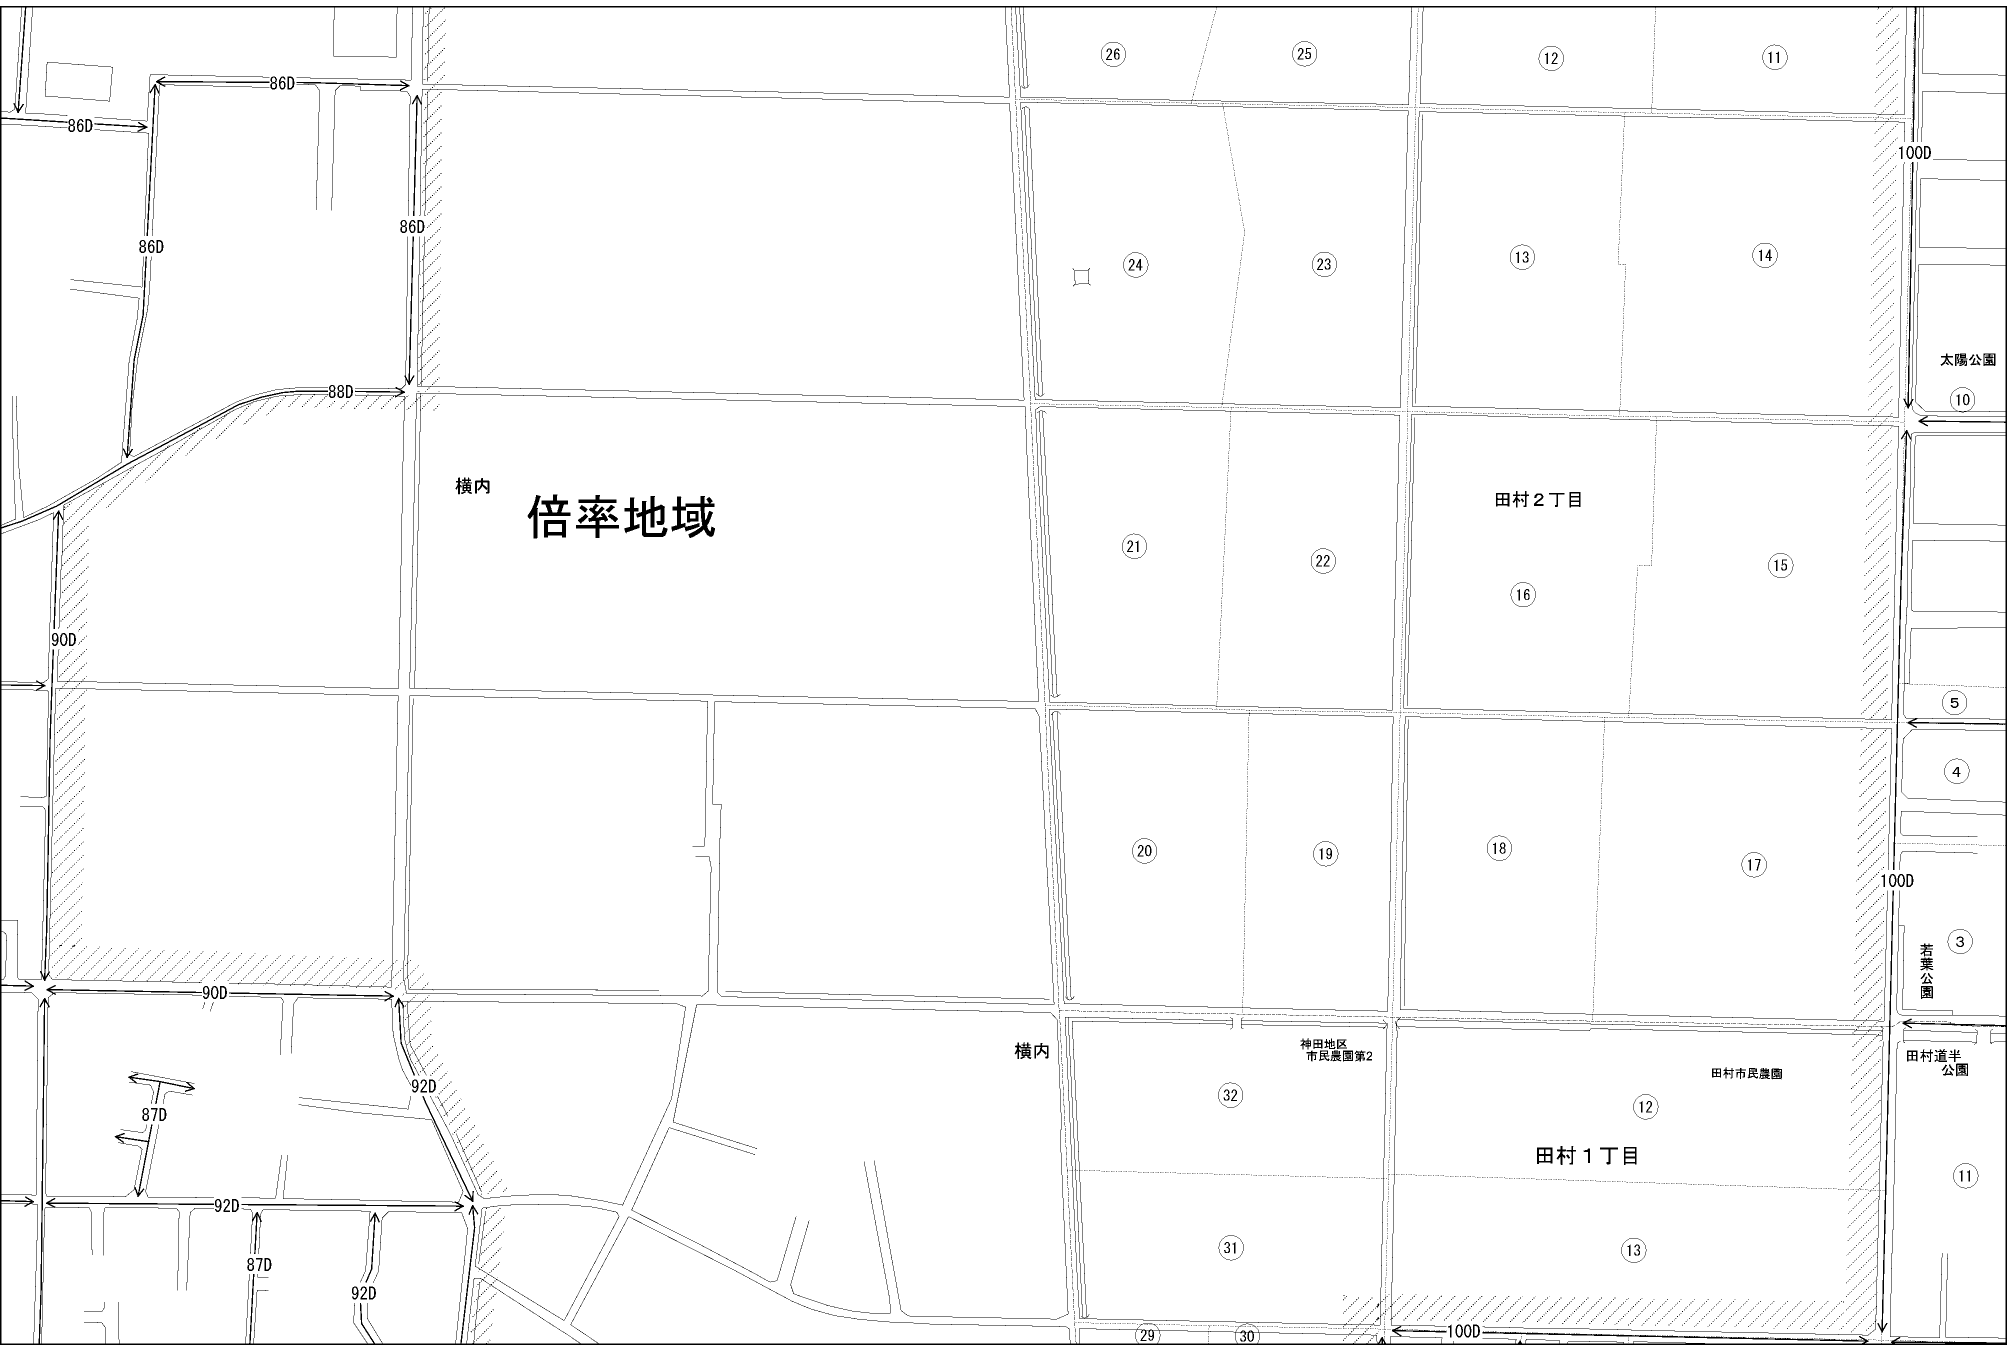 26
25
12
11
86D
86D
100D
86D
86D
24
23
13
14
太陽公園
10
88D
横内
倍率地域
田村2丁目
21
22
16
15
90D
5
4
20
19
18
17
100D
3
若葉公園
90D
横内
神田地区
市民農園第2
田村市民農園
田村道半
公園
92D
87D
32
12
田村1丁目
11
92D
31
13
87D
92D
29
30
100D